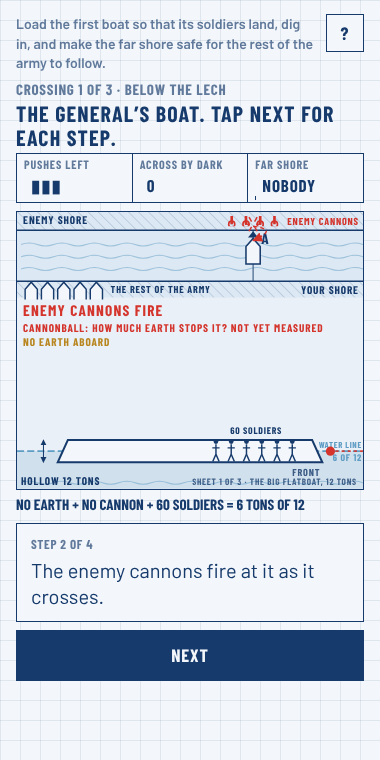 Load the first boat so that its soldiers land, dig
in, and make the far shore safe for the rest of the
army to follow.
?
CROSSING 1 OF 3 · BELOW THE LECH
THE GENERAL'S BOAT. TAP NEXT FOR
EACH STEP.
PUSHES LEFT
ACROSS BY DARK
0
FAR SHORE
NOBODY
ENEMY SHORE
ENEMY CANNONS
A
THE REST OF THE ARMY
YOUR SHORE
ENEMY CANNONS FIRE
CANNONBALL: HOW MUCH EARTH STOPS IT? NOT YET MEASURED
NO EARTH ABOARD
60 SOLDIERS
WATER LINE
6 OF 12
FRONT
HOLLOW 12 TONS
SHEET 1 OF 3 · THE BIG FLATBOAT, 12 TONS
NO EARTH + NO CANNON + 60 SOLDIERS = 6 TONS OF 12
STEP 2 OF 4
The enemy cannons fire at it as it
crosses.
NEXT